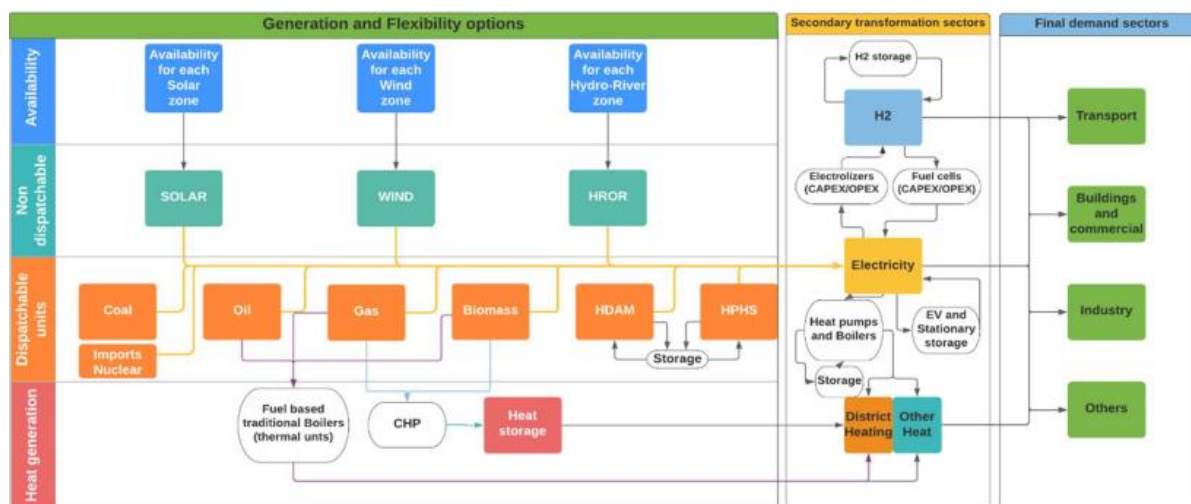 Generation and Flexibility options
Secondary transformation sectors
Final demand sectors
Availability
Availability
for each
Solar
zone
Availability
for each
Wind
zone
Availability
for each
Hydro-River
zone
H2 storage
H2
Transport
Non
dispatchable
SOLAR
WIND
HROR
Electrolizers
(CAPEX/OPEX
Fuel cells
(CAPEX/OPEX)
Buildings
and
commercial
Electricity
Dispatchable
units
Coal
Oil
Gas
Biomass
HDAM
HPHS
Imports
Nuclear
Storage
Heat pumps
and Boilers
EV and
Stationary
storage
Storage
Industry
Heat generation
Fuel based
traditional Boilers
(thermal unts)
CHP
Heat
storage
District
Heating
Other
Heat
Others